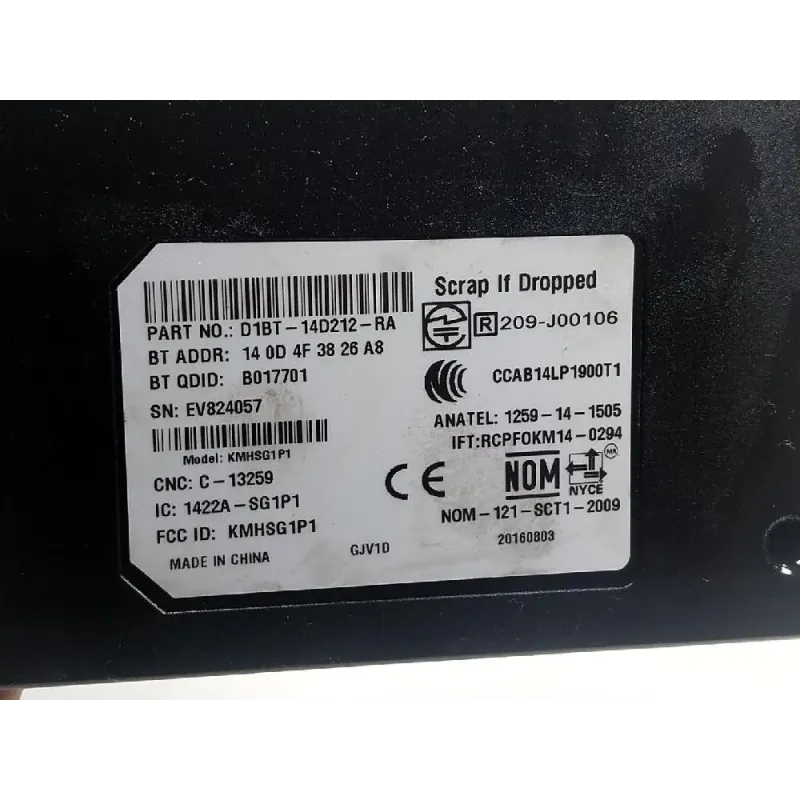 Scrap If Dropped
PART NO.: D1BT-14D212-RA
R 209-J00106
BT ADDR: 14 0D 4F 38 26 A8
BT QDID: B017701
CCAB14LP1900T1
SN: EV824057
ANATEL: 1259-14-1505
IFT:RCPFOKM14-0294
Model: KMHSG1P1
CNC: C-13259
CE
NOM
MR
NYCE
IC: 1422A-SG1P1
NOM-121-SCT1-2009
FCC ID: KMHSG1P1
20160803
MADE IN CHINA
GJV1D